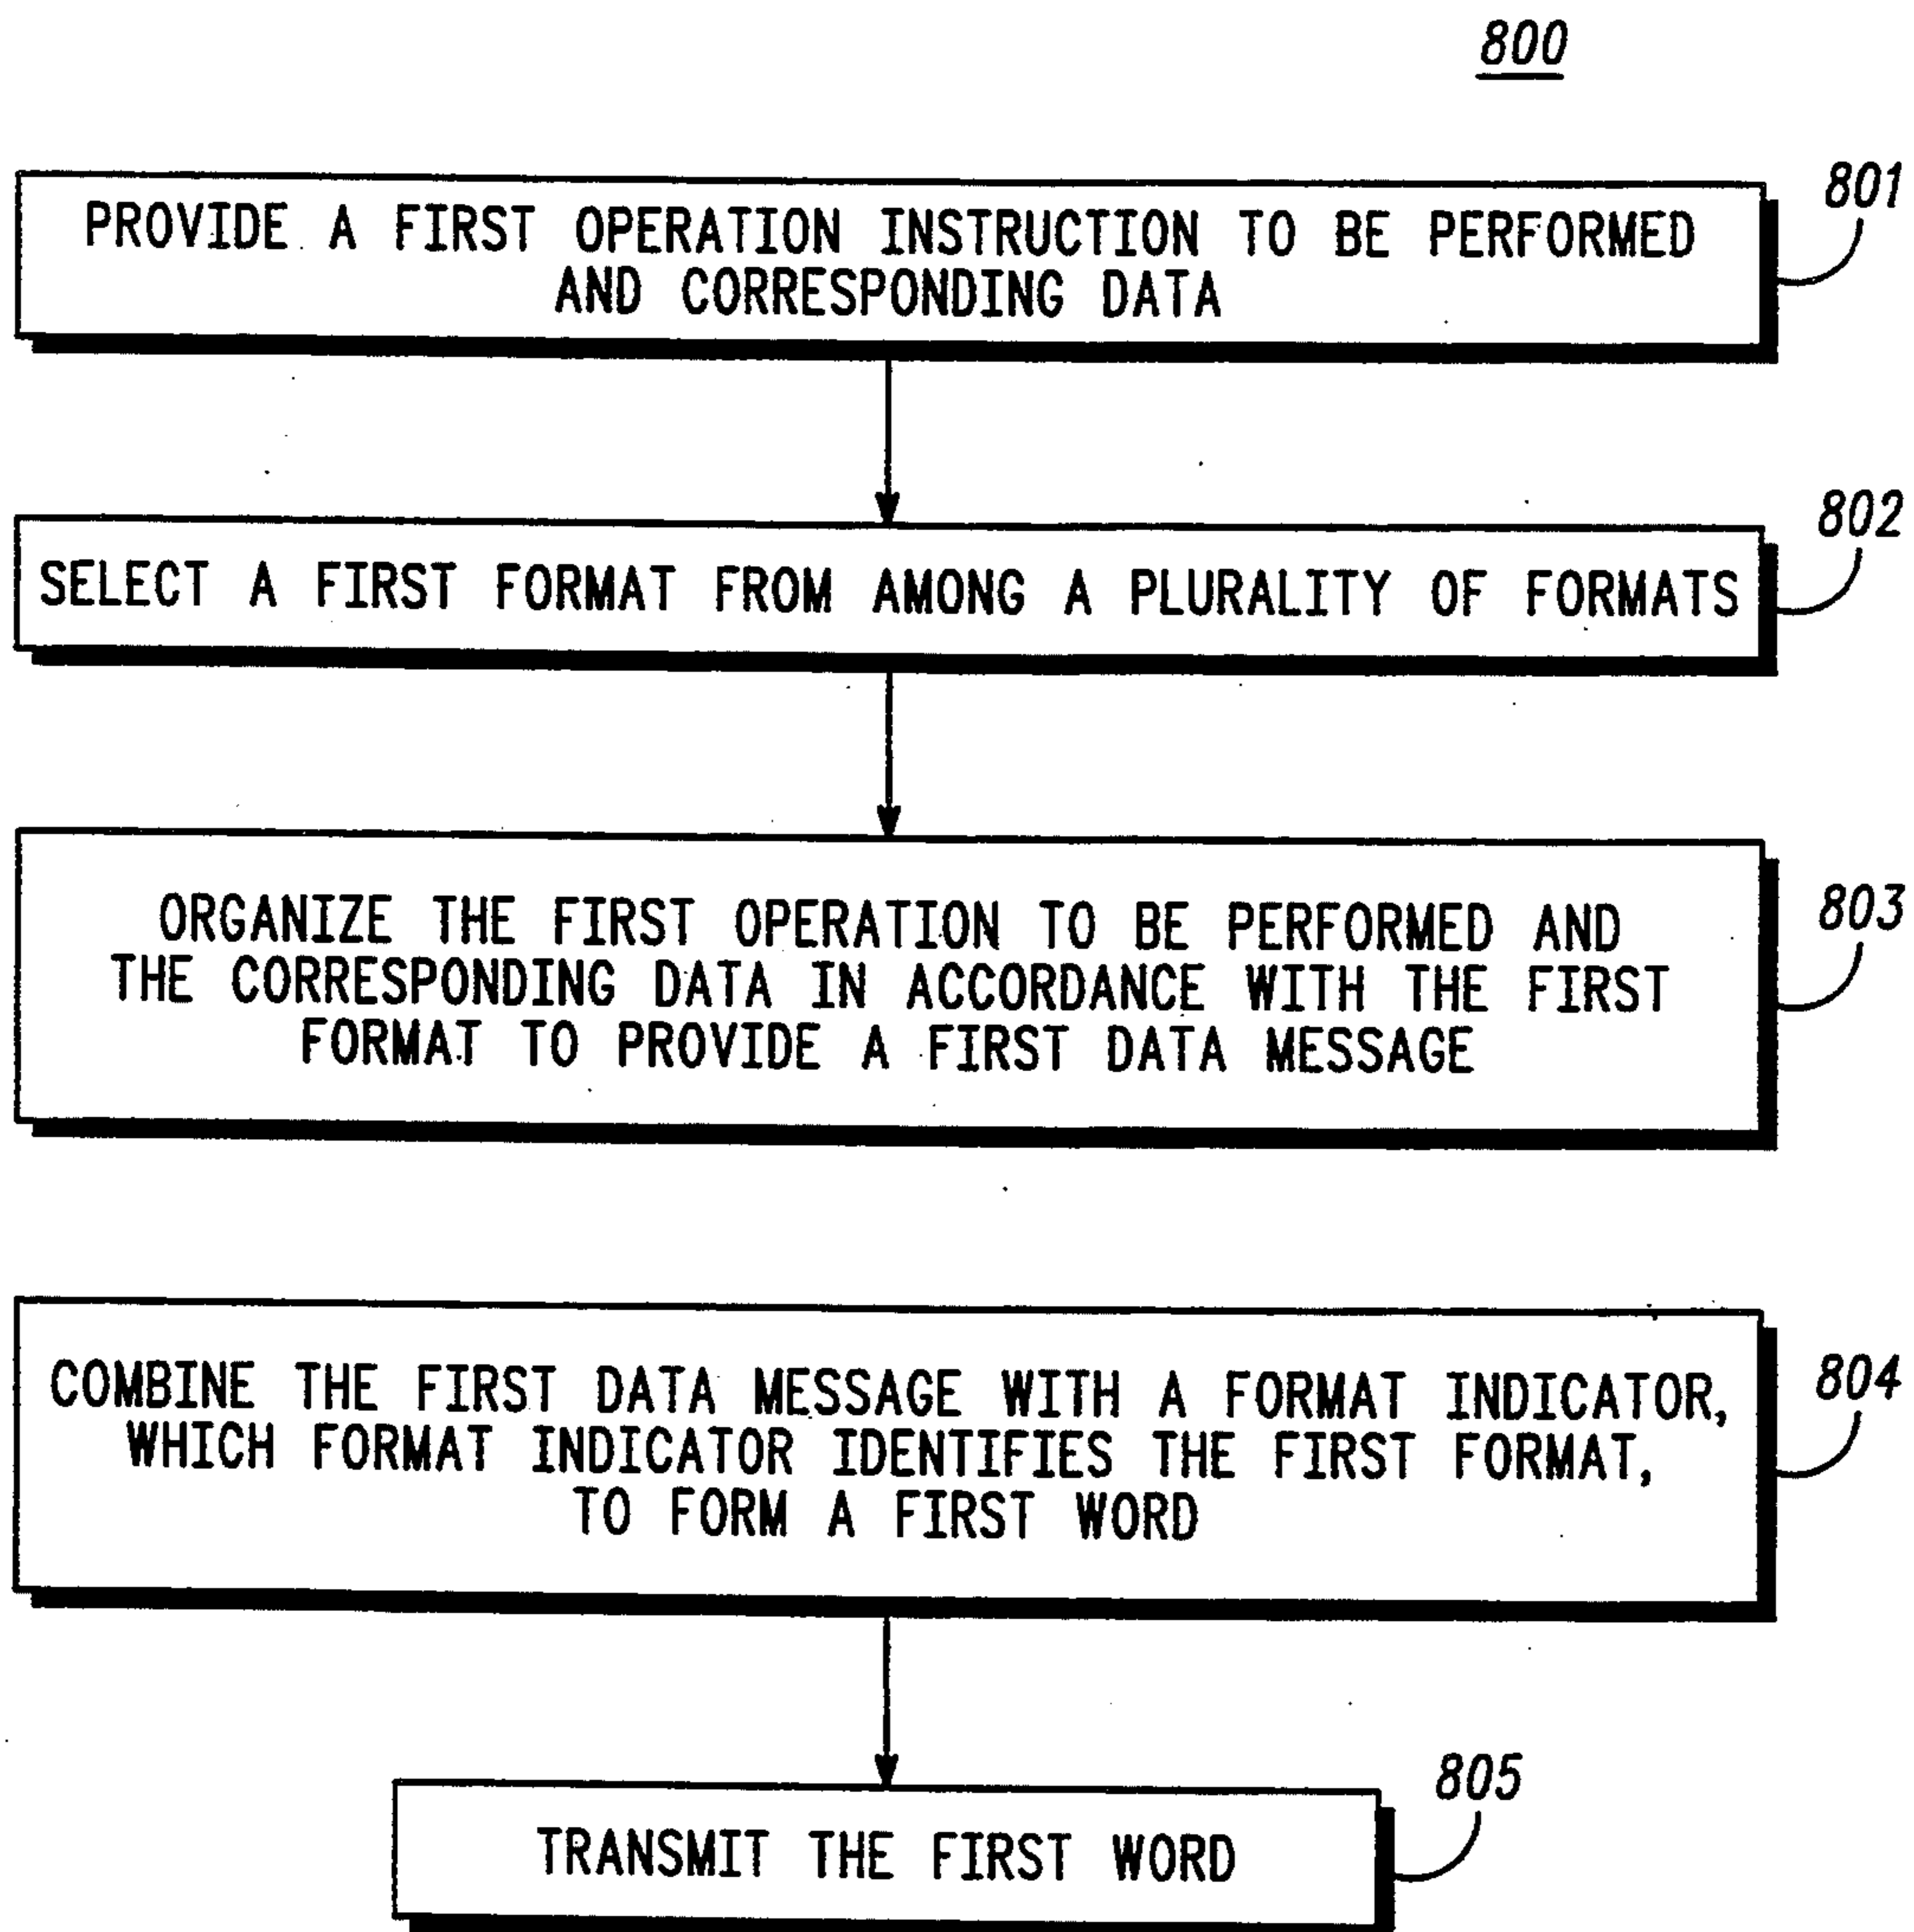 800
801
PROVIDE A FIRST OPERATION INSTRUCTION TO BE PERFORMED
AND CORRESPONDING DATA
802
SELECT A FIRST FORMAT FROM AMONG A PLURALITY OF FORMATS
803
ORGANIZE THE FIRST OPERATION TO BE PERFORMED AND
THE CORRESPONDING DATA IN ACCORDANCE WITH THE FIRST
FORMAT TO PROVIDE A FIRST DATA MESSAGE
804
COMBINE THE FIRST DATA MESSAGE WITH A FORMAT INDICATOR,
WHICH FORMAT INDICATOR IDENTIFIES THE FIRST FORMAT,
TO FORM A FIRST WORD
805
TRANSMIT THE FIRST WORD